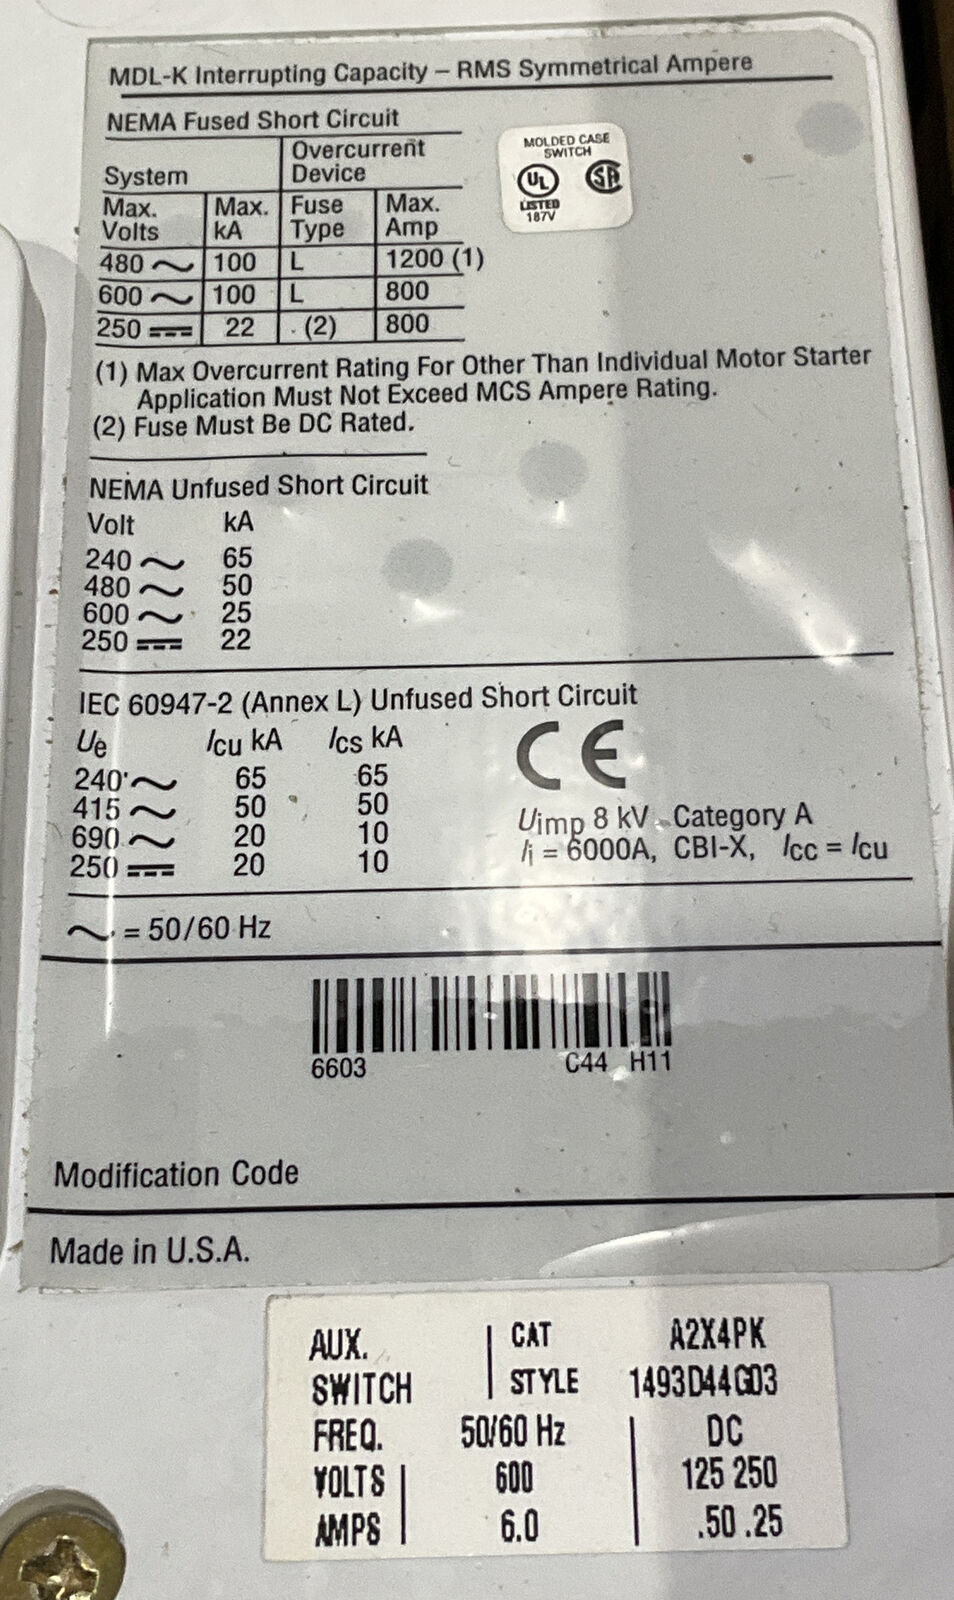 MDL-K Interrupting Capacity – RMS Symmetrical Ampere
NEMA Fused Short Circuit
MOLDED CASE
SWITCH
UL
LISTED
187V
SA
System
Overcurrent
Device
Max.
Volts
Max.
kA
Fuse
Type
Max.
Amp
480 ~ 100 L 1200 (1)
600 ~ 100 L 800
250 ⎓ 22 (2) 800
(1) Max Overcurrent Rating For Other Than Individual Motor Starter
Application Must Not Exceed MCS Ampere Rating.
(2) Fuse Must Be DC Rated.
NEMA Unfused Short Circuit
Volt kA
240 ~ 65
480 ~ 50
600 ~ 25
250 ⎓ 22
IEC 60947-2 (Annex L) Unfused Short Circuit
Ue Icu kA Ics kA
240 ~ 65 65
415 ~ 50 50
690 ~ 20 10
250 ⎓ 20 10
CE
Uimp 8 kV Category A
Ii = 6000A, CBI-X, Icc = Icu
~ = 50/60 Hz
6603 C44 H11
Modification Code
Made in U.S.A.
AUX. CAT A2X4PK
SWITCH STYLE 1493D44G03
FREQ. 50/60 Hz DC
VOLTS 600 125 250
AMPS 6.0 .50 .25